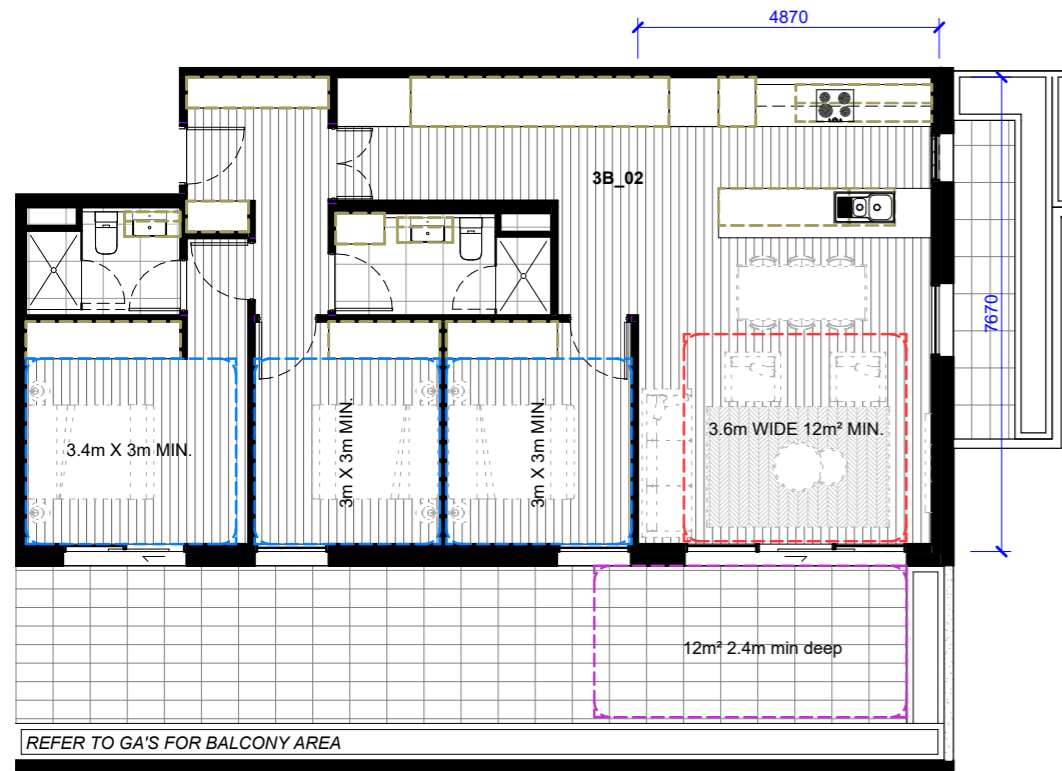 4870
3B_02
7670
3.4m X 3m MIN.
3m X 3m MIN.
3m X 3m MIN.
3.6m WIDE 12m² MIN.
12m² 2.4m min deep
REFER TO GA'S FOR BALCONY AREA